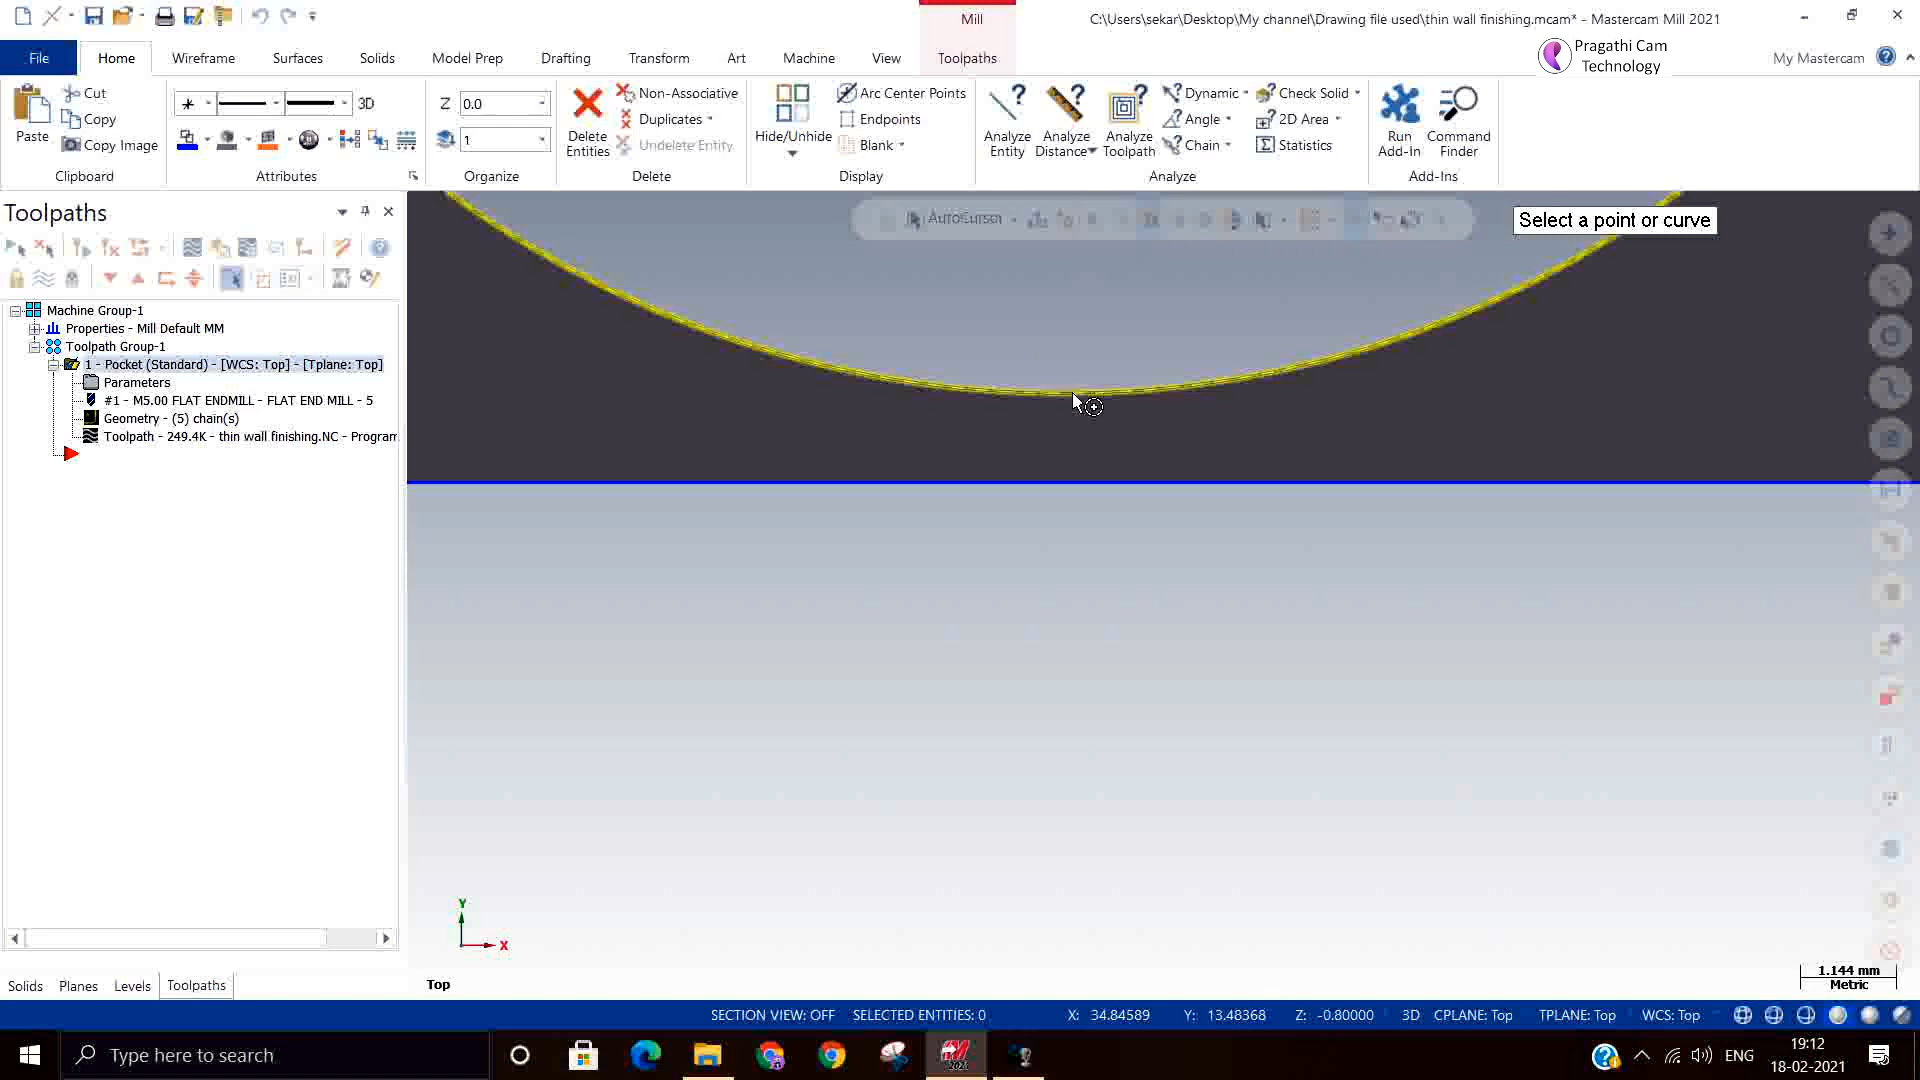 Mill
C:\Users\sekar\Desktop\My channel\Drawing file used\thin wall finishing.mcam* - Mastercam Mill 2021
File
Home
Wireframe
Surfaces
Solids
Model Prep
Drafting
Transform
Art
Machine
View
Toolpaths
Pragathi Cam
Technology
My Mastercam
Paste
Cut
Copy
Copy Image
Clipboard
3D
Attributes
Z 0.0
1
Organize
Delete
Entities
Non-Associative
Duplicates
Undelete Entity
Delete
Hide/Unhide
Arc Center Points
Endpoints
Blank
Display
Analyze
Entity
Analyze
Distance
Analyze
Toolpath
Dynamic
Angle
Chain
Check Solid
2D Area
Statistics
Analyze
Run
Add-In
Command
Finder
Add-Ins
Toolpaths
AutoCursor
Select a point or curve
Machine Group-1
Properties - Mill Default MM
Toolpath Group-1
1 - Pocket (Standard) - [WCS: Top] - [Tplane: Top]
Parameters
#1 - M5.00 FLAT ENDMILL - FLAT END MILL - 5
Geometry - (5) chain(s)
Toolpath - 249.4K - thin wall finishing.NC - Program
Y
X
Solids
Planes
Levels
Toolpaths
Top
1.144 mm
Metric
SECTION VIEW: OFF
SELECTED ENTITIES: 0
X: 34.84589
Y: 13.48368
Z: -0.80000
3D
CPLANE: Top
TPLANE: Top
WCS: Top
Type here to search
2021
ENG
19:12
18-02-2021